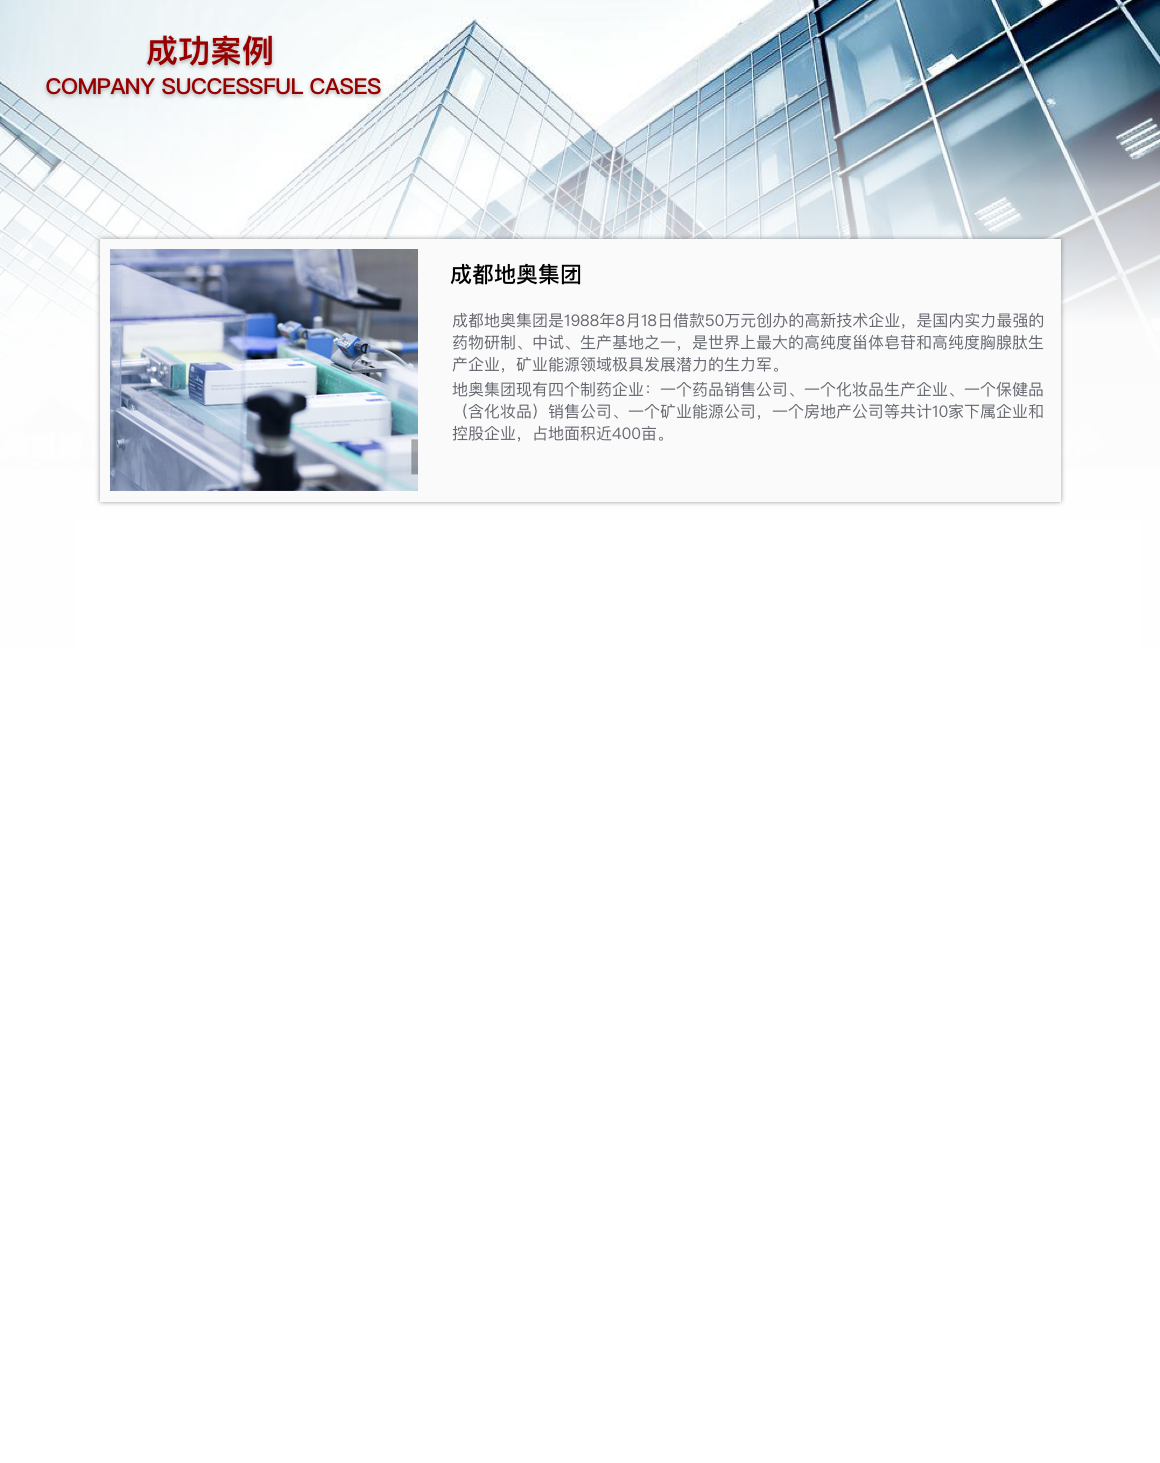 成功案例
COMPANY SUCCESSFUL CASES
成都地奥集团
成都地奥集团是1988年8月18日借款50万元创办的高新技术企业，是国内实力最强的
药物研制、中试、生产基地之一，是世界上最大的高纯度甾体皂苷和高纯度胸腺肽生
产企业，矿业能源领域极具发展潜力的生力军。
地奥集团现有四个制药企业：一个药品销售公司、一个化妆品生产企业、一个保健品
（含化妆品）销售公司、一个矿业能源公司，一个房地产公司等共计10家下属企业和
控股企业，占地面积近400亩。